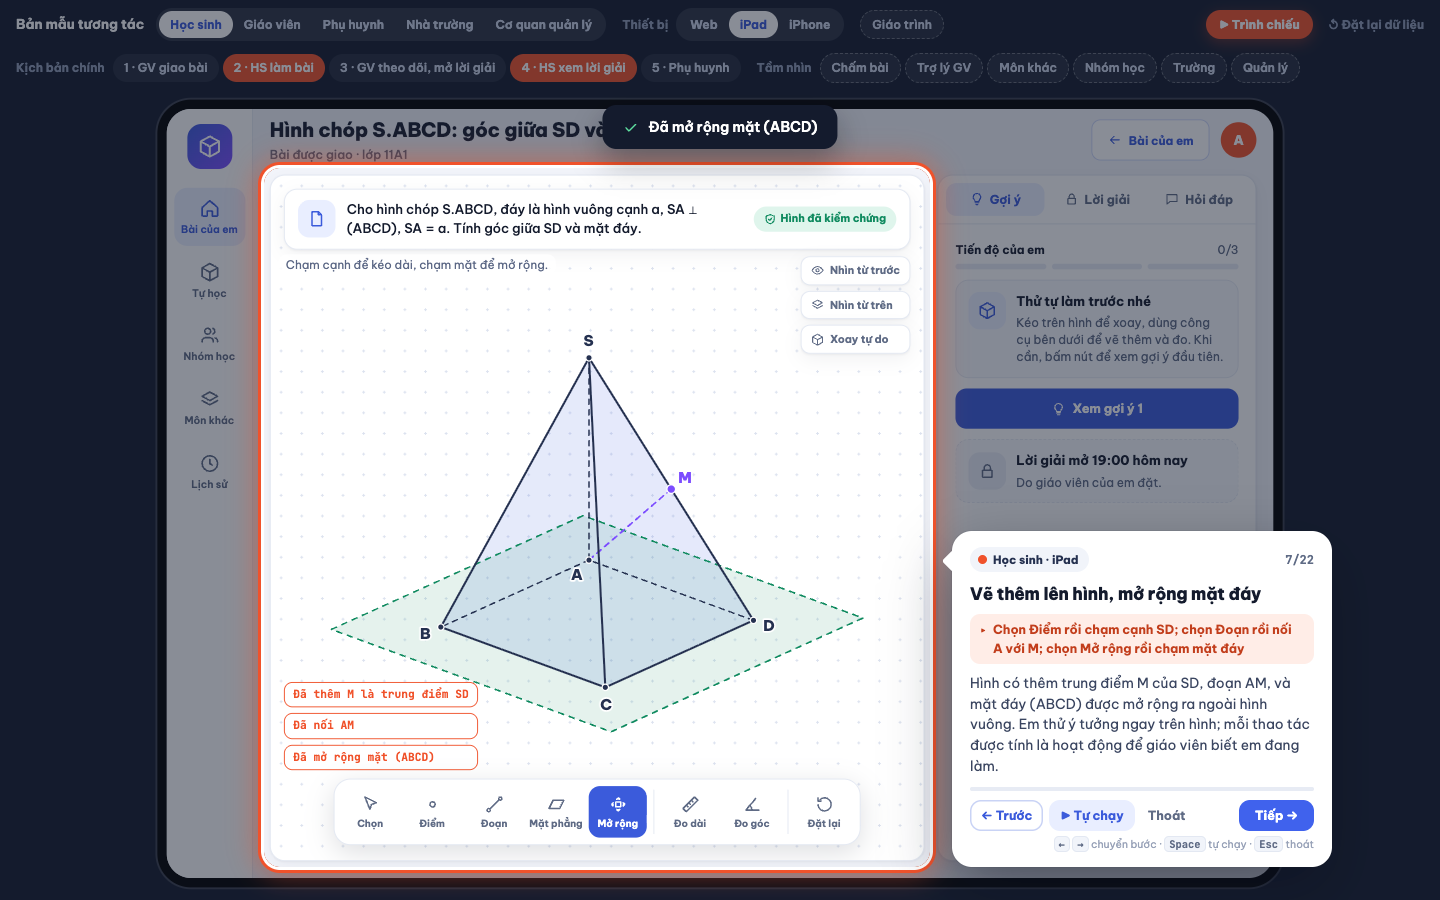 Bản mẫu tương tác
Học sinh
Giáo viên
Phụ huynh
Nhà trường
Cơ quan quản lý
Thiết bị
Web
iPad
iPhone
Giáo trình
Trình chiếu
Đặt lại dữ liệu
Kịch bản chính
1 · GV giao bài
2 · HS làm bài
3 · GV theo dõi, mở lời giải
4 · HS xem lời giải
5 · Phụ huynh
Tầm nhìn
Chấm bài
Trợ lý GV
Môn khác
Nhóm học
Trường
Quản lý
Đã mở rộng mặt (ABCD)
Hình chóp S.ABCD: góc giữa SD và
Bài được giao · lớp 11A1
← Bài của em
A
Bài của em
Tự học
Nhóm học
Môn khác
Lịch sử
Cho hình chóp S.ABCD, đáy là hình vuông cạnh a, SA ⊥
(ABCD), SA = a. Tính góc giữa SD và mặt đáy.
Hình đã kiểm chứng
Chạm cạnh để kéo dài, chạm mặt để mở rộng.
Nhìn từ trước
Nhìn từ trên
Xoay tự do
S
M
A
B
D
C
Đã thêm M là trung điểm SD
Đã nối AM
Đã mở rộng mặt (ABCD)
Chọn
Điểm
Đoạn
Mặt phẳng
Mở rộng
Đo dài
Đo góc
Đặt lại
Gợi ý
Lời giải
Hỏi đáp
Tiến độ của em
0/3
Thử tự làm trước nhé
Kéo trên hình để xoay, dùng công
cụ bên dưới để vẽ thêm và đo. Khi
cần, bấm nút để xem gợi ý đầu tiên.
Xem gợi ý 1
Lời giải mở 19:00 hôm nay
Do giáo viên của em đặt.
Học sinh · iPad
7/22
Vẽ thêm lên hình, mở rộng mặt đáy
Chọn Điểm rồi chạm cạnh SD; chọn Đoạn rồi nối
A với M; chọn Mở rộng rồi chạm mặt đáy
Hình có thêm trung điểm M của SD, đoạn AM, và
mặt đáy (ABCD) được mở rộng ra ngoài hình
vuông. Em thử ý tưởng ngay trên hình; mỗi thao tác
được tính là hoạt động để giáo viên biết em đang
làm.
← Trước
Tự chạy
Thoát
Tiếp →
← → chuyển bước · Space tự chạy · Esc thoát